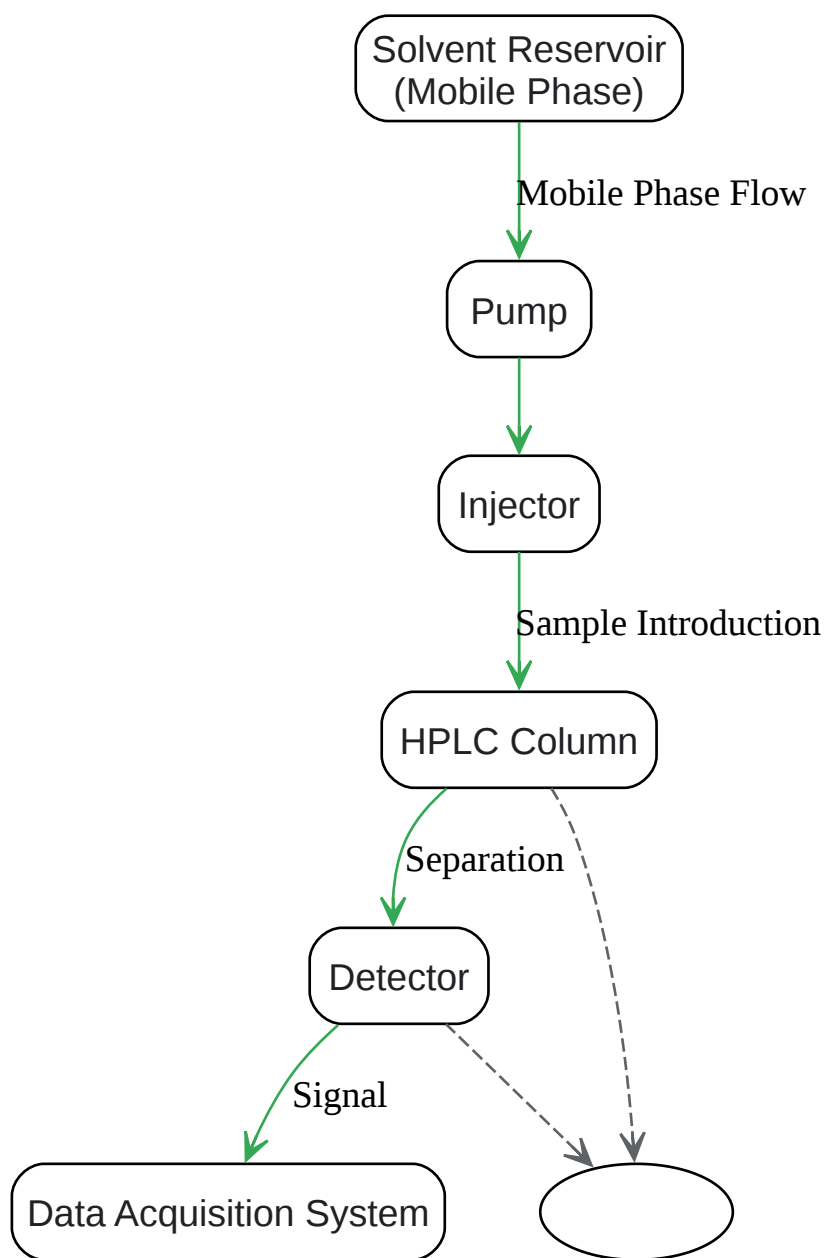 Solvent Reservoir
(Mobile Phase)
Mobile Phase Flow
Pump
Injector
Sample Introduction
HPLC Column
Separation
Detector
Signal
Data Acquisition System